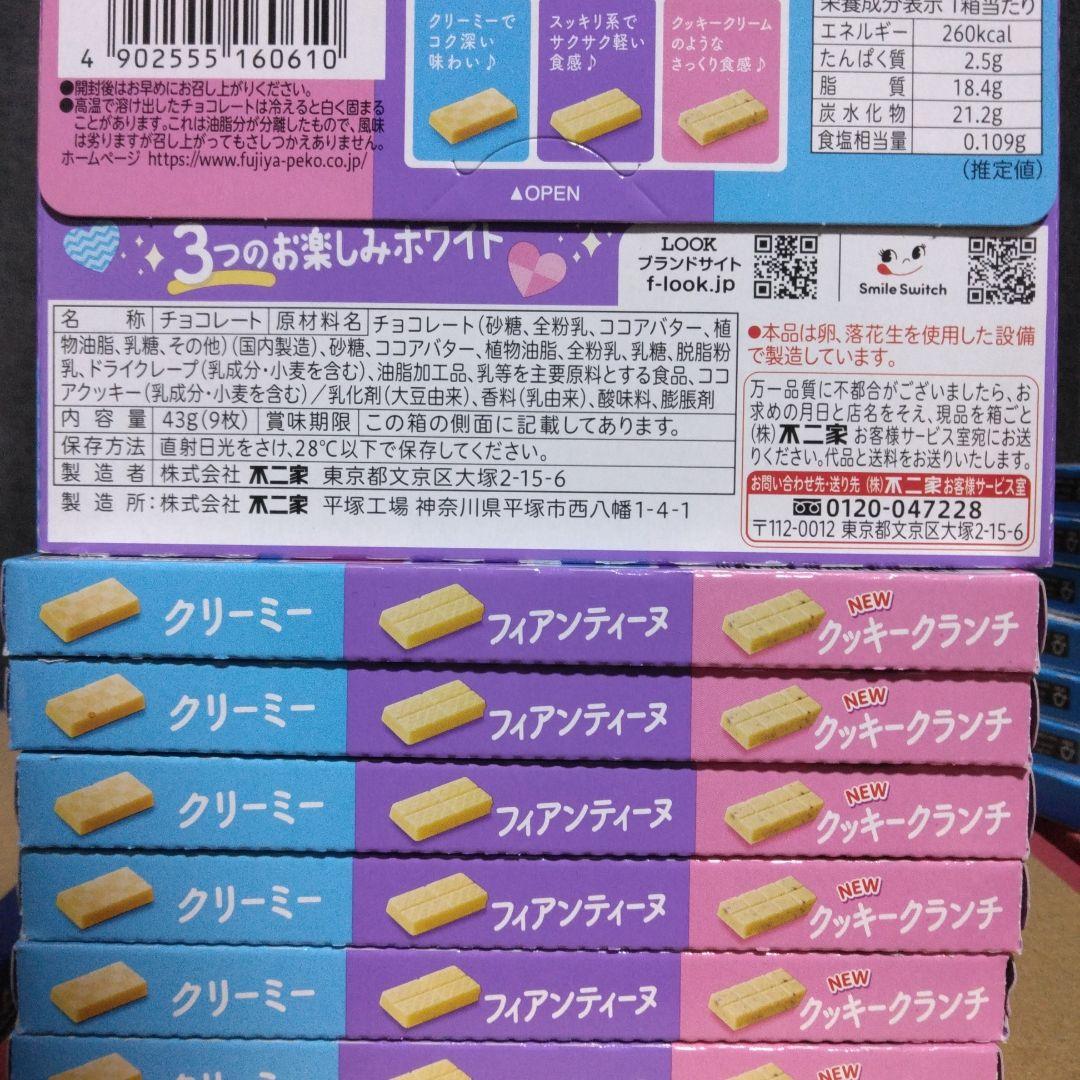 4 902555 160610
●開封後はお早めにお召し上がりください。
●高温で溶け出したチョコレートは冷えると白く固まる
ことがあります。これは油脂分が分離したもので、風味
は劣りますが召し上がってもさしつかえありません。
ホームページ https://www.fujiya-peko.co.jp/
クリーミーで
コク深い
味わい♪
スッキリ系で
サクサク軽い
食感♪
クッキークリーム
のような
さっくり食感♪
▲OPEN
栄養成分表示 1箱当たり
エネルギー 260kcal
たんぱく質 2.5g
脂質 18.4g
炭水化物 21.2g
食塩相当量 0.109g
(推定値)
3つのお楽しみホワイト
LOOK
ブランドサイト
f-look.jp
Smile Switch
名称 チョコレート 原材料名 チョコレート(砂糖、全粉乳、ココアバター、植
物油脂、乳糖、その他)(国内製造)、砂糖、ココアバター、植物油脂、全粉乳、乳糖、脱脂粉
乳、ドライクレープ(乳成分・小麦を含む)、油脂加工品、乳等を主要原料とする食品、ココ
アクッキー(乳成分・小麦を含む)/乳化剤(大豆由来)、香料(乳由来)、酸味料、膨脹剤
内容量 43g(9枚) 賞味期限 この箱の側面に記載してあります。
保存方法 直射日光をさけ、28℃以下で保存してください。
製造者 株式会社 不二家 東京都文京区大塚2-15-6
製造所:株式会社 不二家 平塚工場 神奈川県平塚市西八幡1-4-1
●本品は卵、落花生を使用した設備
で製造しています。
万一品質に不都合がございましたら、お
求めの月日と店名をそえ、現品を箱ごと
(株)不二家 お客様サービス室宛にお送
りください。代品と送料をお送りいたします。
お問い合わせ先・送り先 (株)不二家お客様サービス室
0120-047228
〒112-0012 東京都文京区大塚2-15-6
クリーミー フィアンティーヌ NEW クッキークランチ
クリーミー フィアンティーヌ NEW クッキークランチ
クリーミー フィアンティーヌ NEW クッキークランチ
クリーミー フィアンティーヌ NEW クッキークランチ
クリーミー フィアンティーヌ NEW クッキークランチ
クリーミー NEW